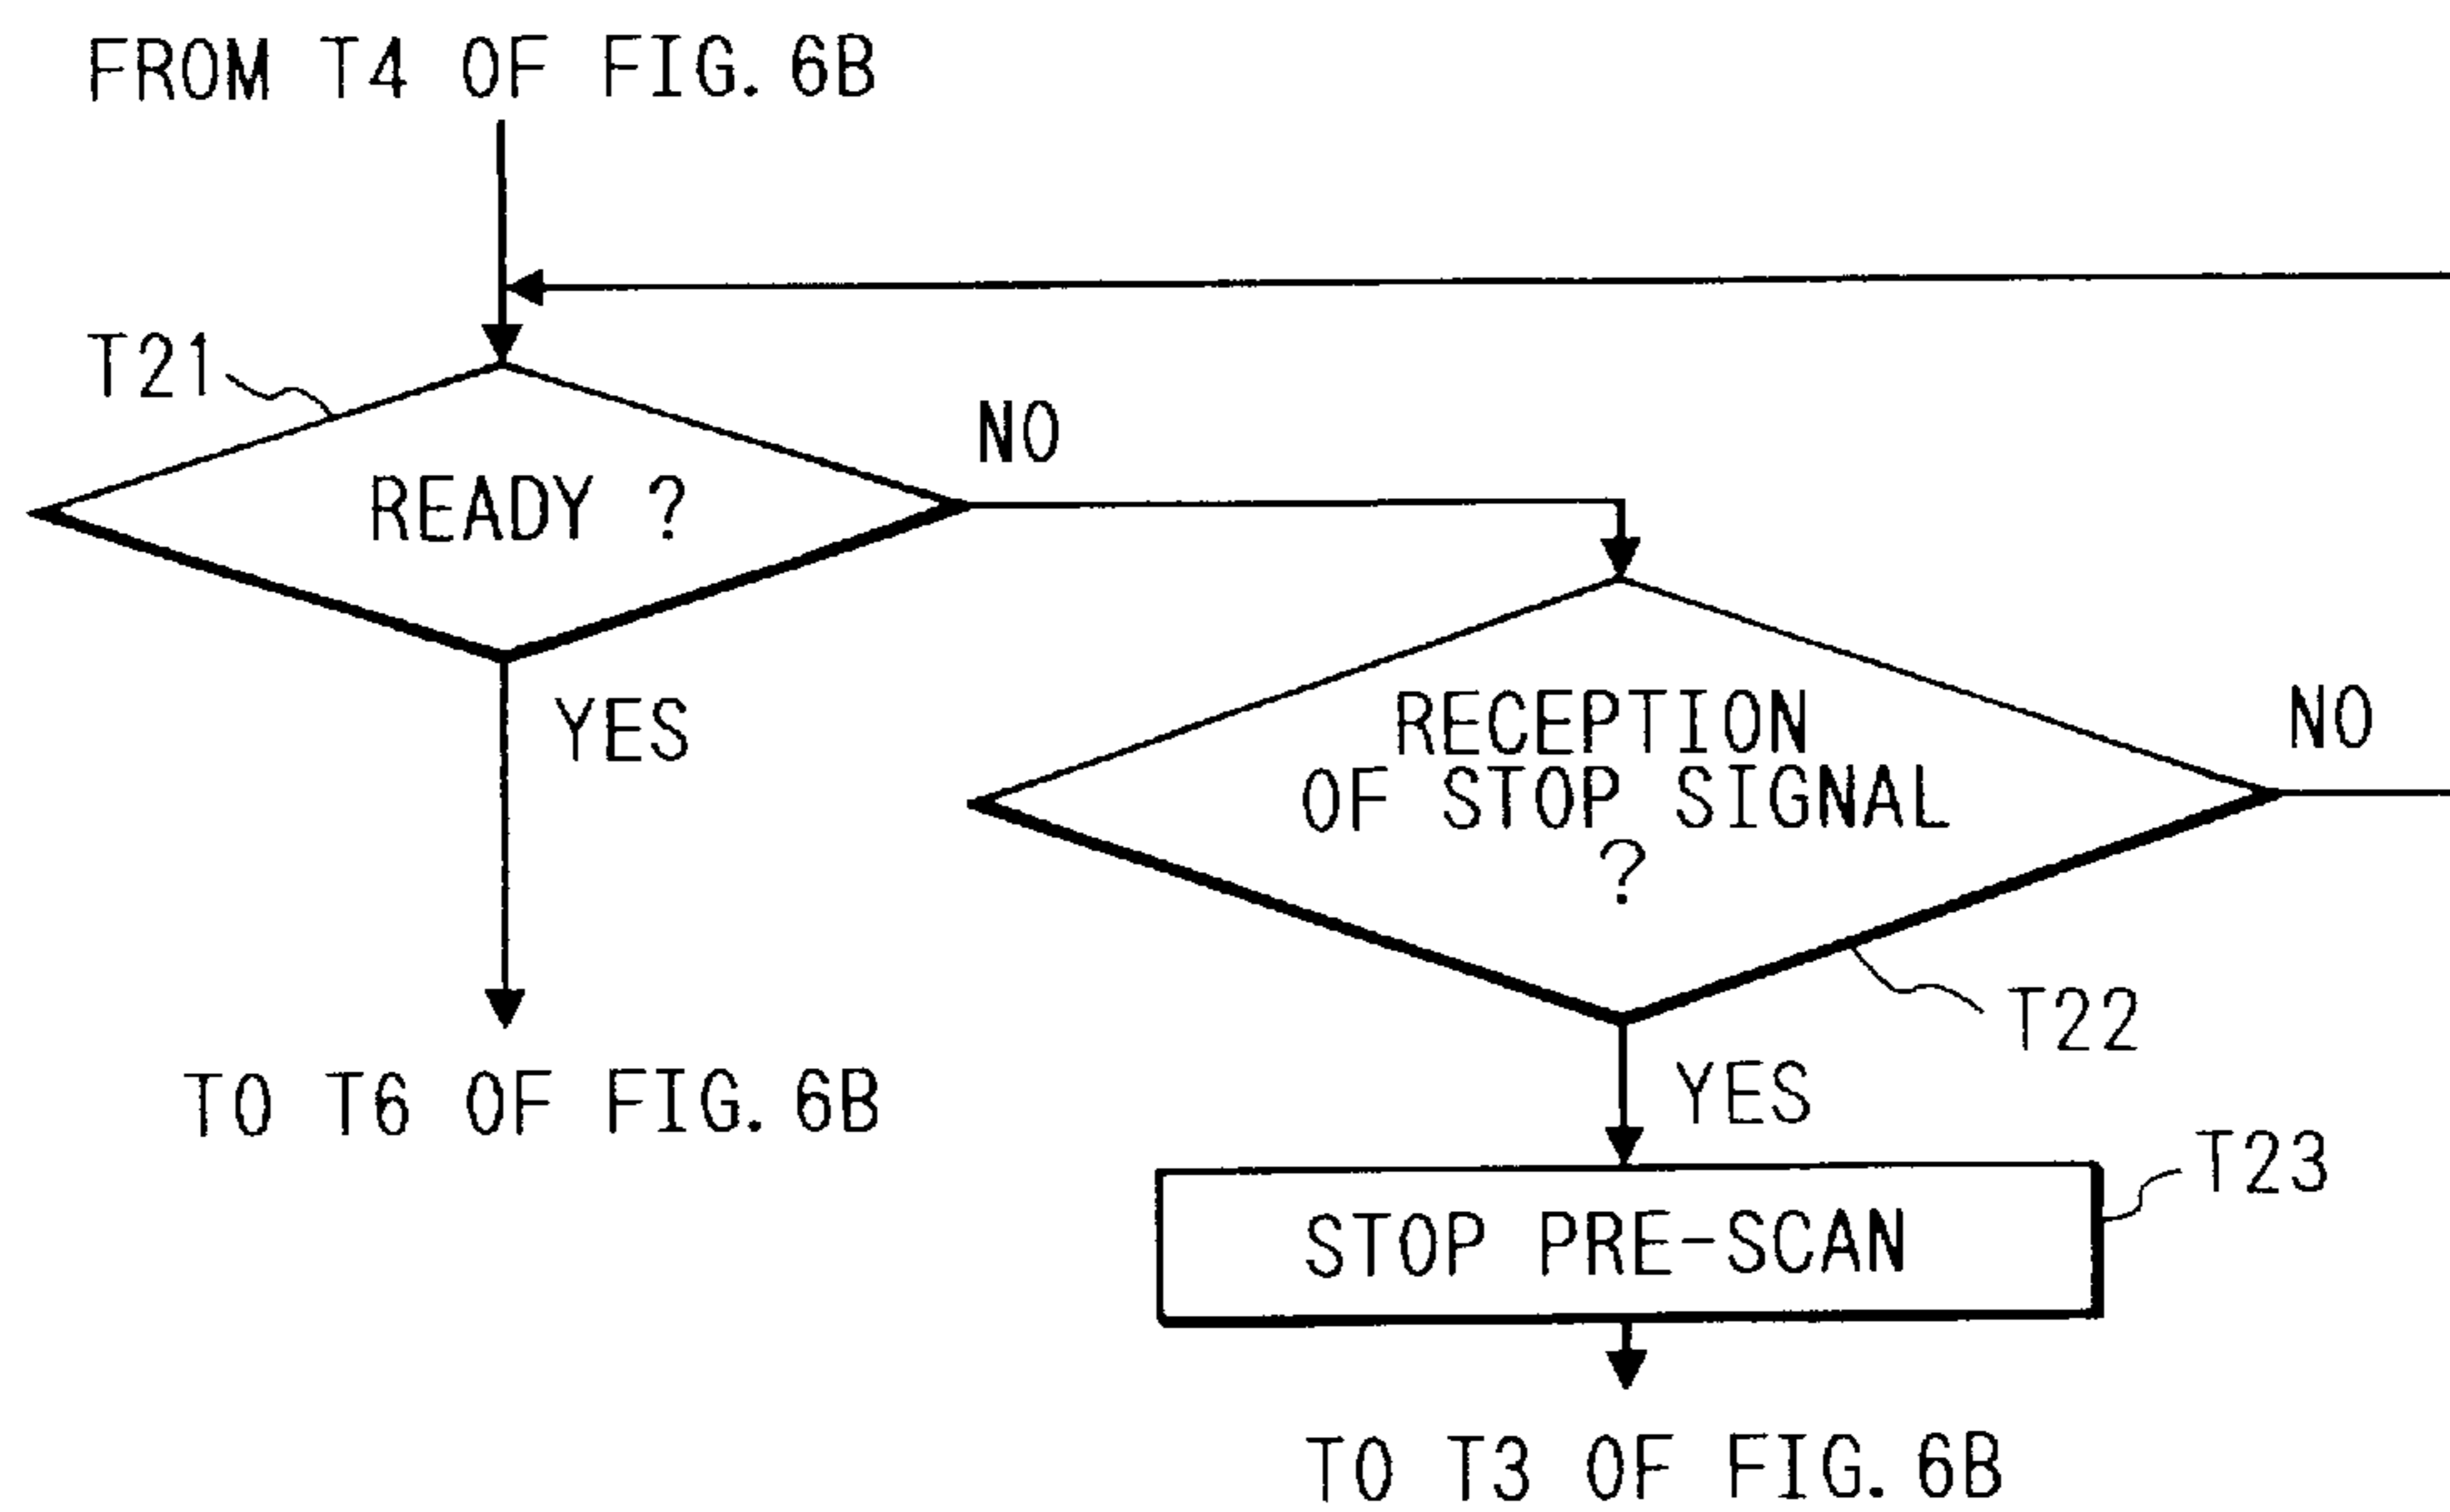 FROM T4 OF FIG. 6B
T21
NO
READY ?
YES
RECEPTION
OF STOP SIGNAL
?
NO
T22
TO T6 OF FIG. 6B
YES
T23
STOP PRE-SCAN
TO T3 OF FIG. 6B